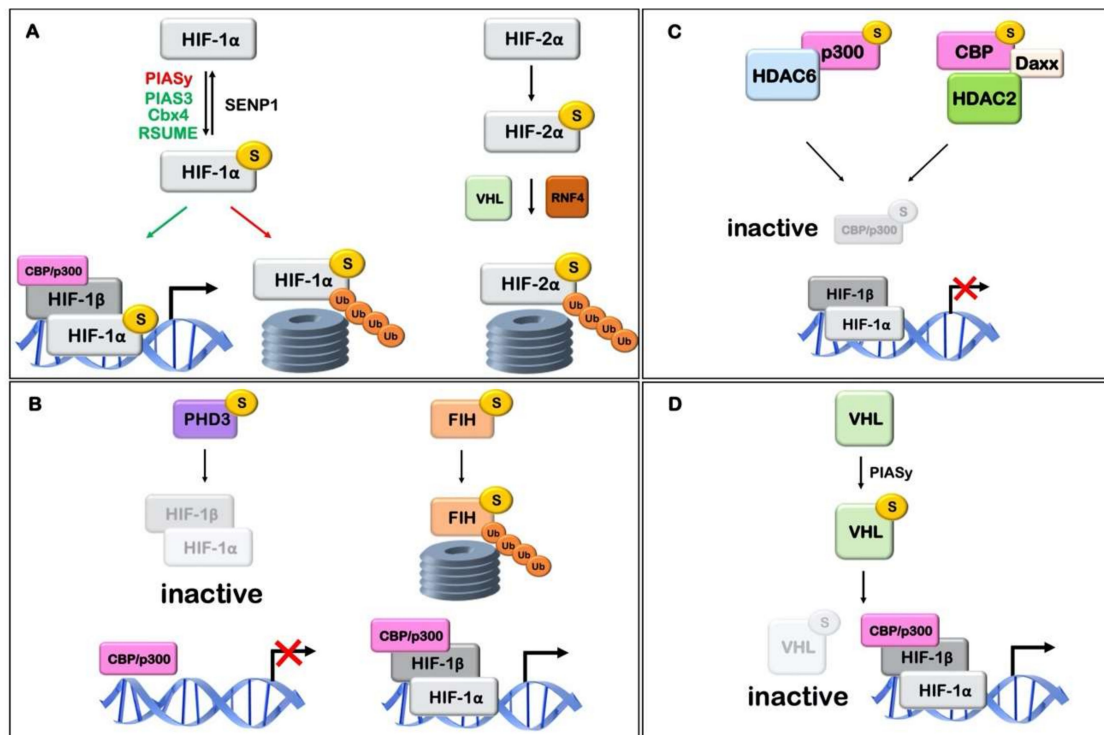 A
HIF-1α
PIASy
PIAS3
Cbx4
RSUME
SENP1
HIF-1α
S
CBP/p300
HIF-1β
HIF-1α
S
HIF-1α
S
Ub
Ub
Ub
Ub
HIF-2α
HIF-2α
S
VHL
RNF4
HIF-2α
S
Ub
Ub
Ub
Ub
B
PHD3
S
HIF-1β
HIF-1α
inactive
CBP/p300
FIH
S
FIH
S
Ub
Ub
Ub
Ub
CBP/p300
HIF-1β
HIF-1α
C
HDAC6
p300
S
CBP
S
Daxx
HDAC2
inactive
CBP/p300
S
HIF-1β
HIF-1α
D
VHL
PIASy
VHL
S
VHL
S
inactive
CBP/p300
HIF-1β
HIF-1α